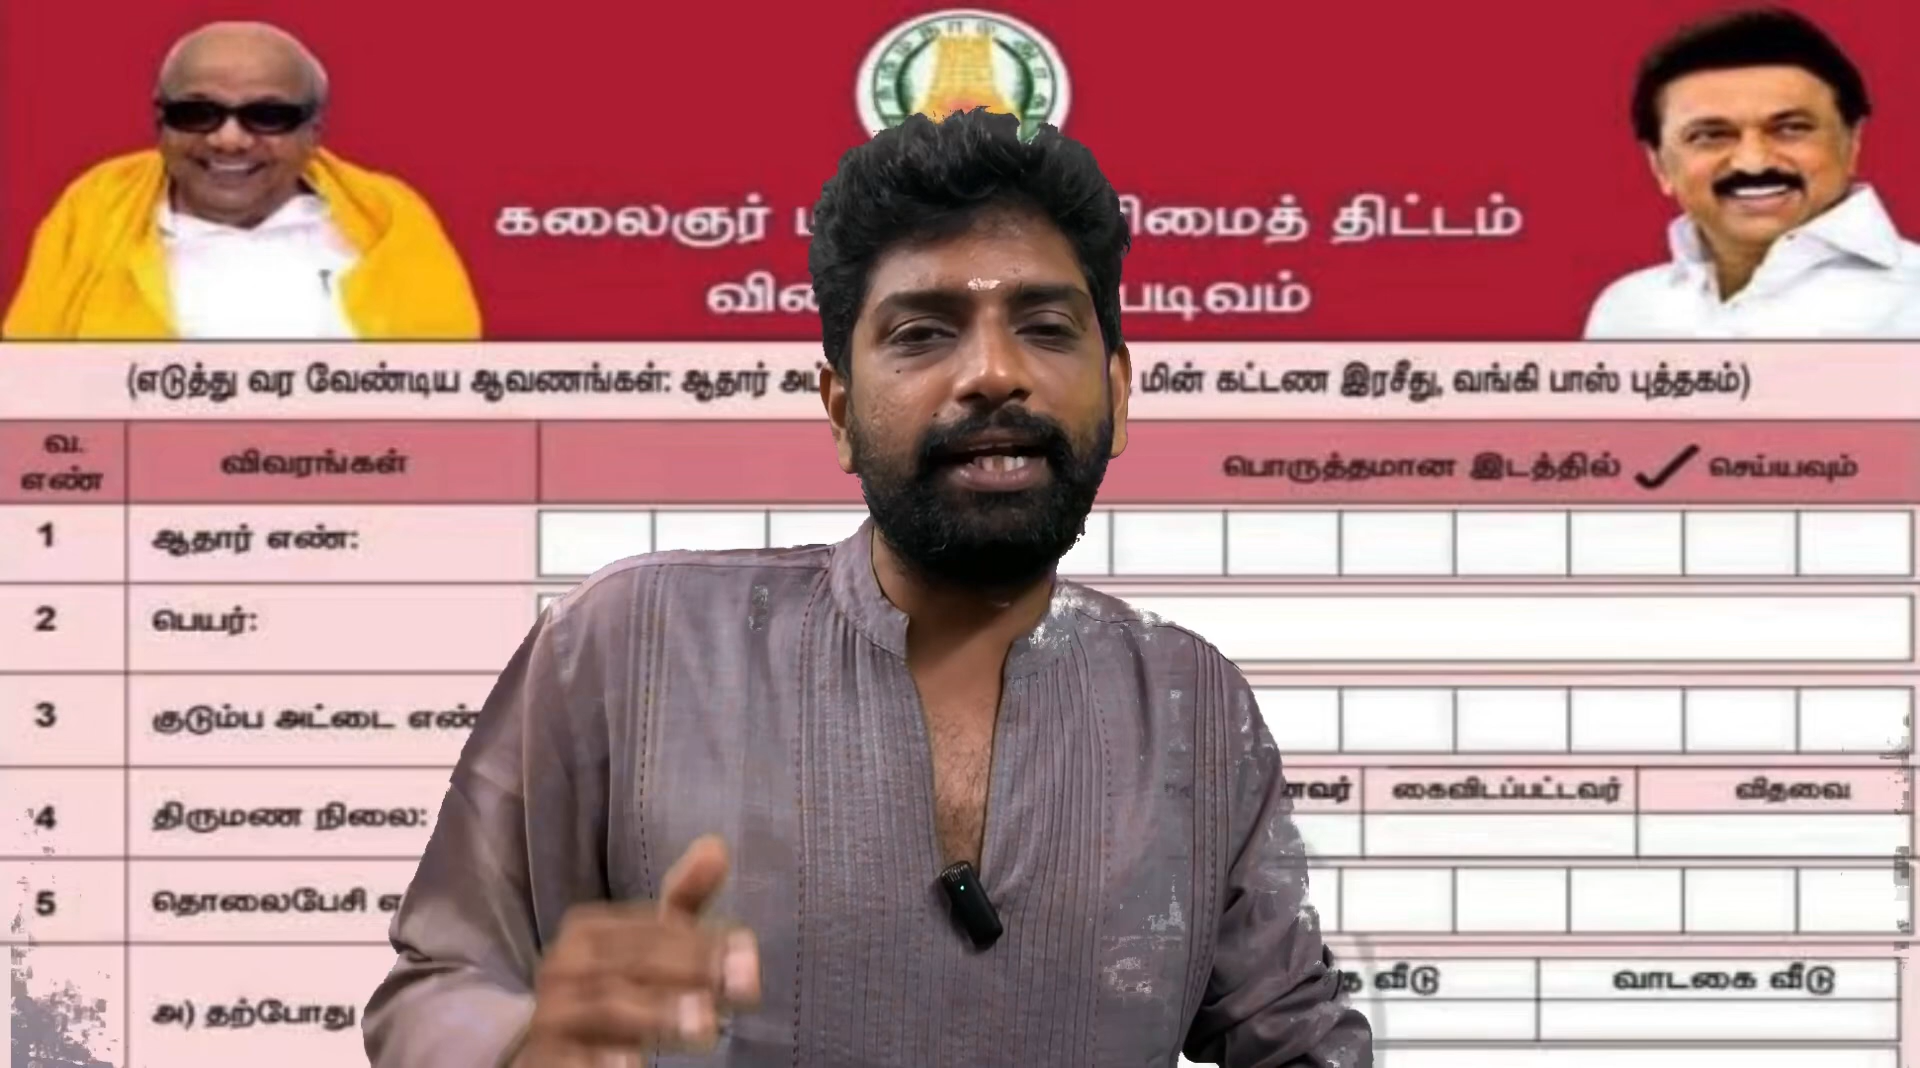 கலைஞர் ரிமைத் திட்டம்
படிவம்
(எடுத்து வர வேண்டிய ஆவணங்கள்: ஆதார் மின் கட்டண இரசீது, வங்கி பாஸ் புத்தகம்)
வ. எண் விவரங்கள் பொருத்தமான இடத்தில் ✓ செய்யவும்
1 ஆதார் எண்:
2 பெயர்:
3 குடும்ப அட்டை எண்
4 திருமண நிலை: னவர் கைவிடப்பட்டவர் விதவை
5 தொலைபேசி எ
அ) தற்போது வீடு வாடகை வீடு